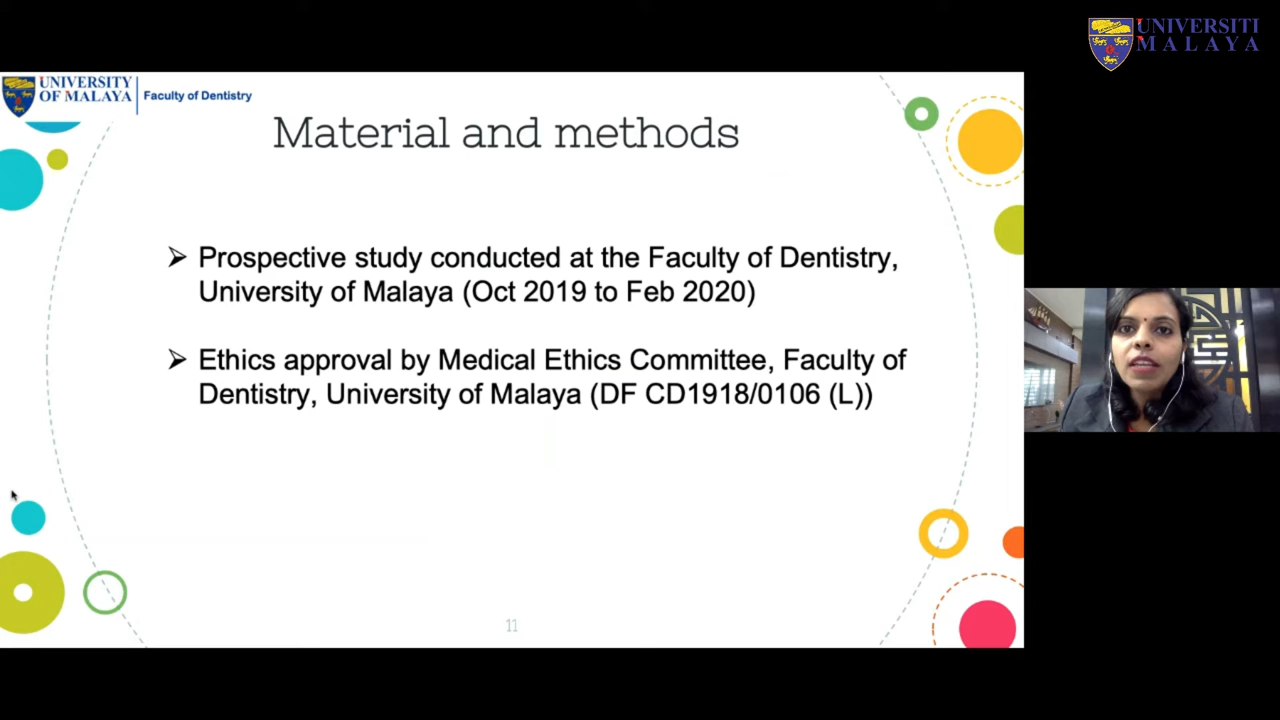 UNIVERSITI
MALAYA
UNIVERSITY
OF MALAYA
Faculty of Dentistry
Material and methods
➢ Prospective study conducted at the Faculty of Dentistry,
University of Malaya (Oct 2019 to Feb 2020)
➢ Ethics approval by Medical Ethics Committee, Faculty of
Dentistry, University of Malaya (DF CD1918/0106 (L))
11